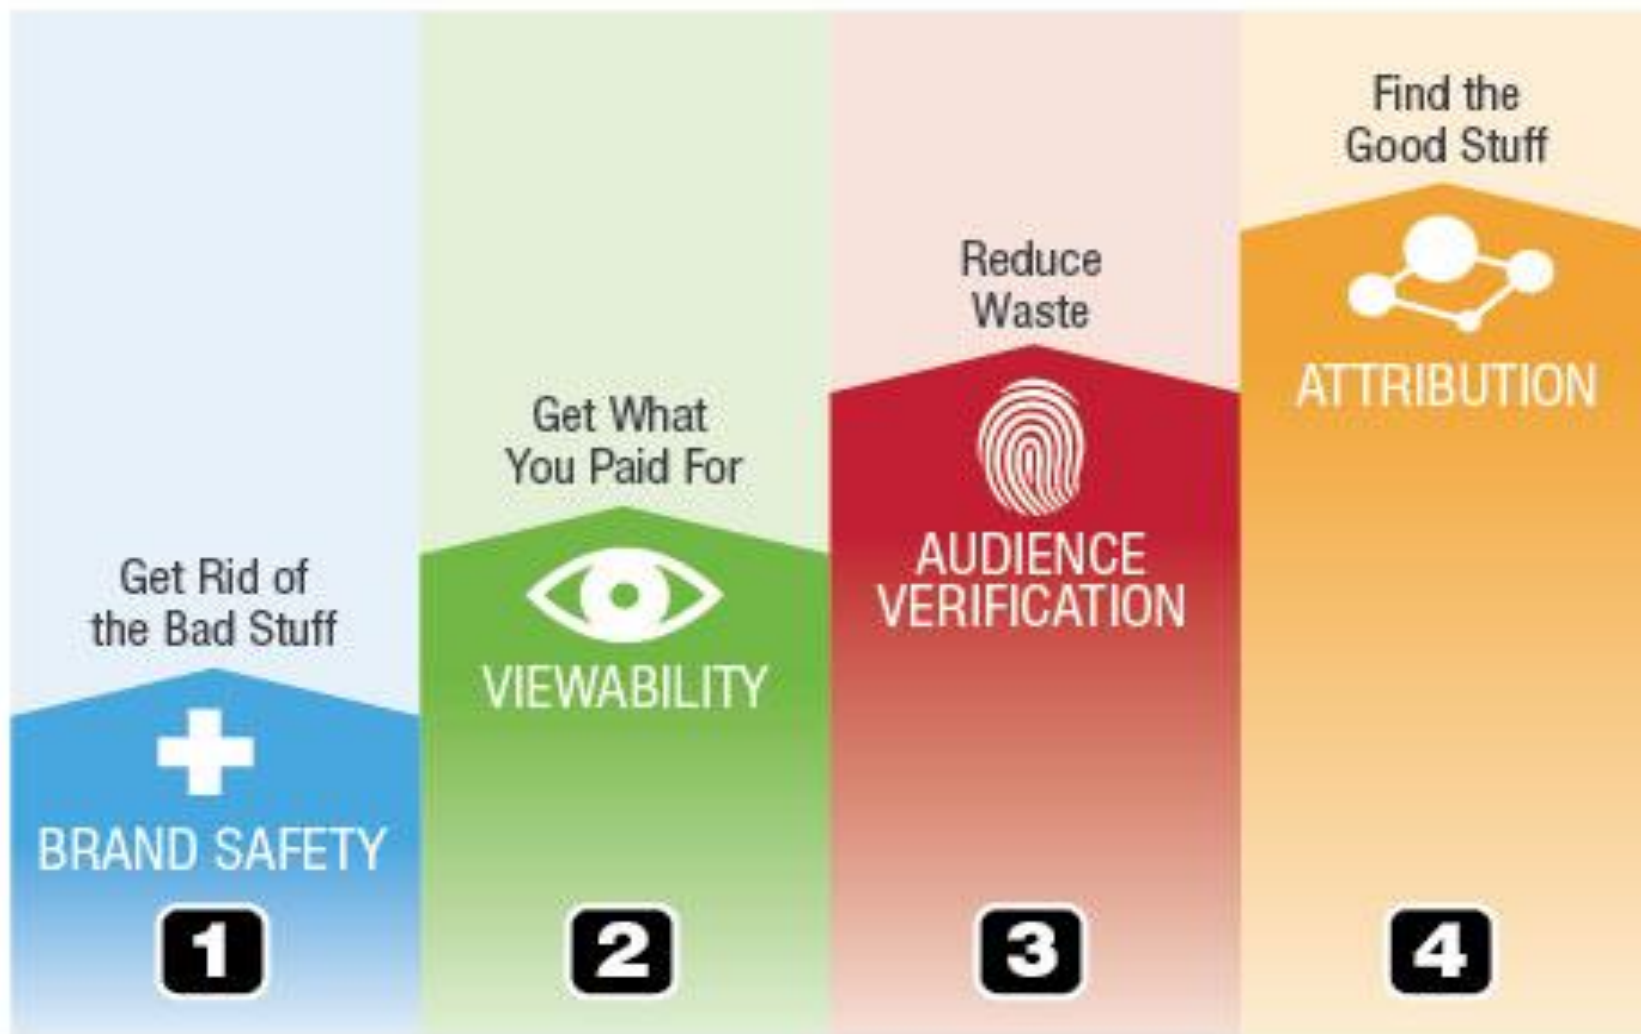 Get Rid of
the Bad Stuff
BRAND SAFETY
1
Get What
You Paid For
VIEWABILITY
2
Reduce
Waste
AUDIENCE
VERIFICATION
3
Find the
Good Stuff
ATTRIBUTION
4